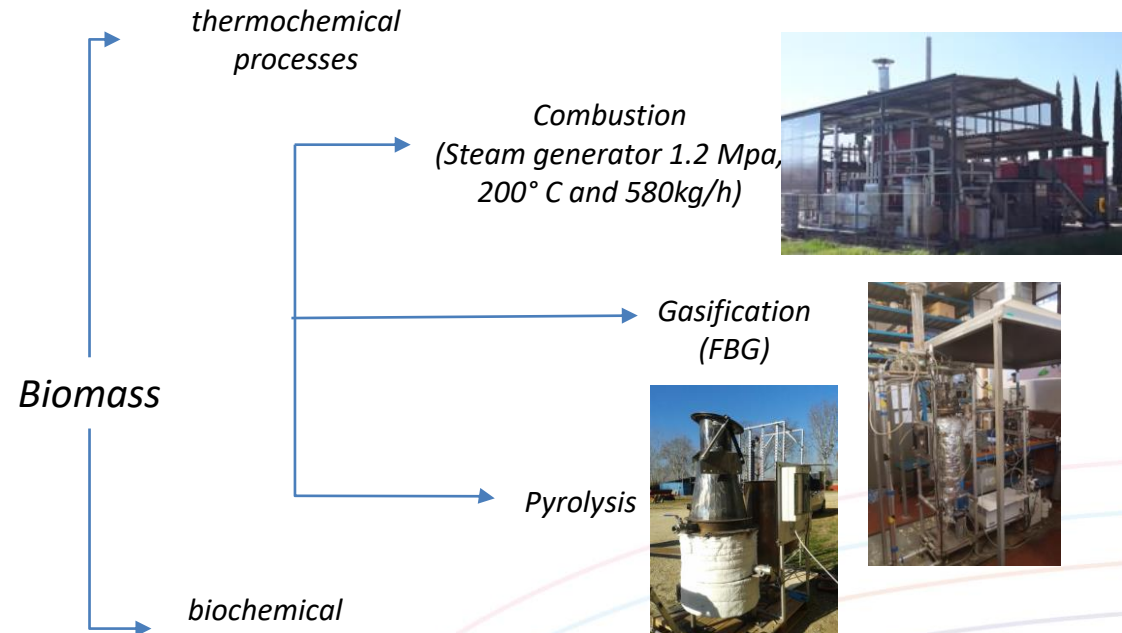 thermochemical
processes
Combustion
(Steam generator 1.2 Mpa,
200° C and 580kg/h)
Gasification
(FBG)
Biomass
Pyrolysis
biochemical